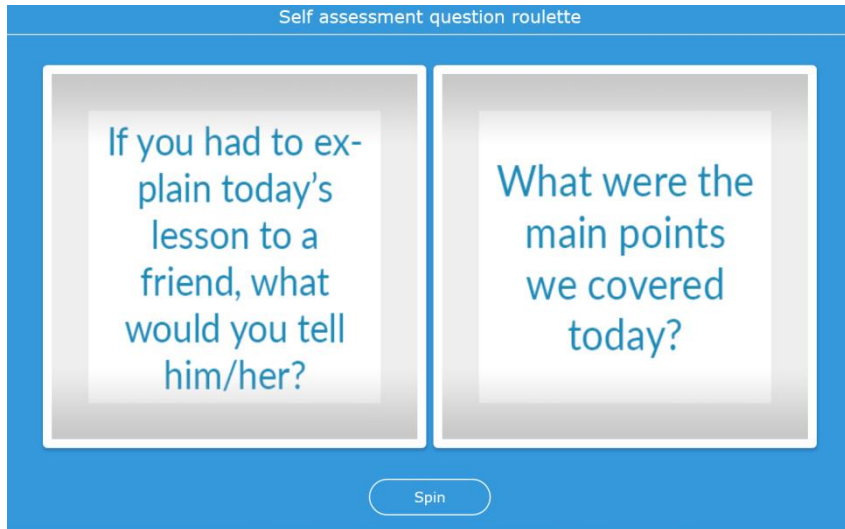 Self assessment question roulette
If you had to ex-
plain today’s
lesson to a
friend, what
would you tell
him/her?
What were the
main points
we covered
today?
Spin